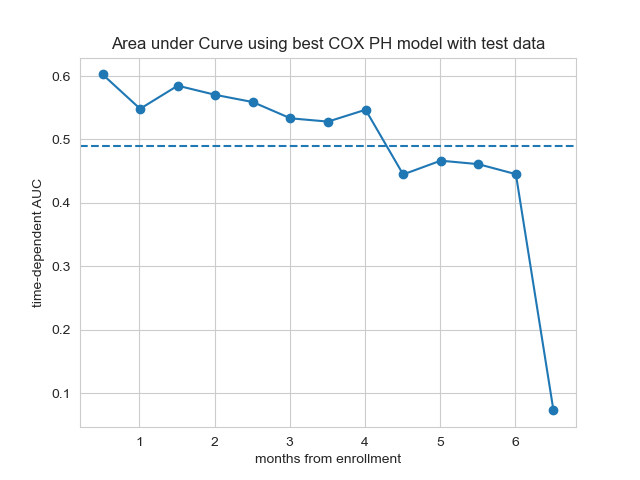 Area under Curve using best COX PH model with test data
time-dependent AUC
0.6
0.5
0.4
0.3
0.2
0.1
1 2 3 4 5 6
months from enrollment